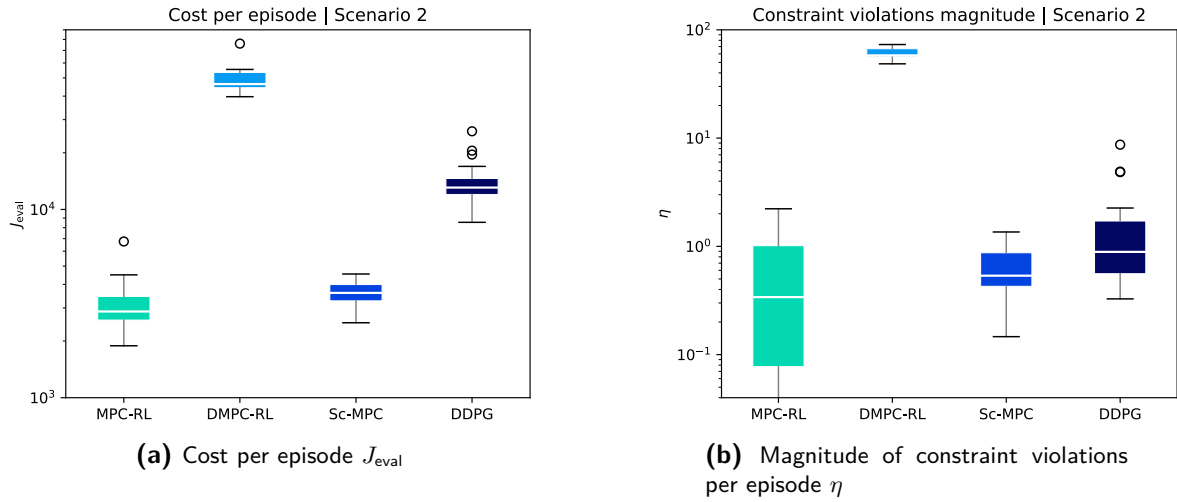 Cost per episode | Scenario 2
J_eval
10^4
10^3
MPC-RL DMPC-RL Sc-MPC DDPG
(a) Cost per episode J_eval
Constraint violations magnitude | Scenario 2
η
10^2
10^1
10^0
10^-1
MPC-RL DMPC-RL Sc-MPC DDPG
(b) Magnitude of constraint violations
per episode η